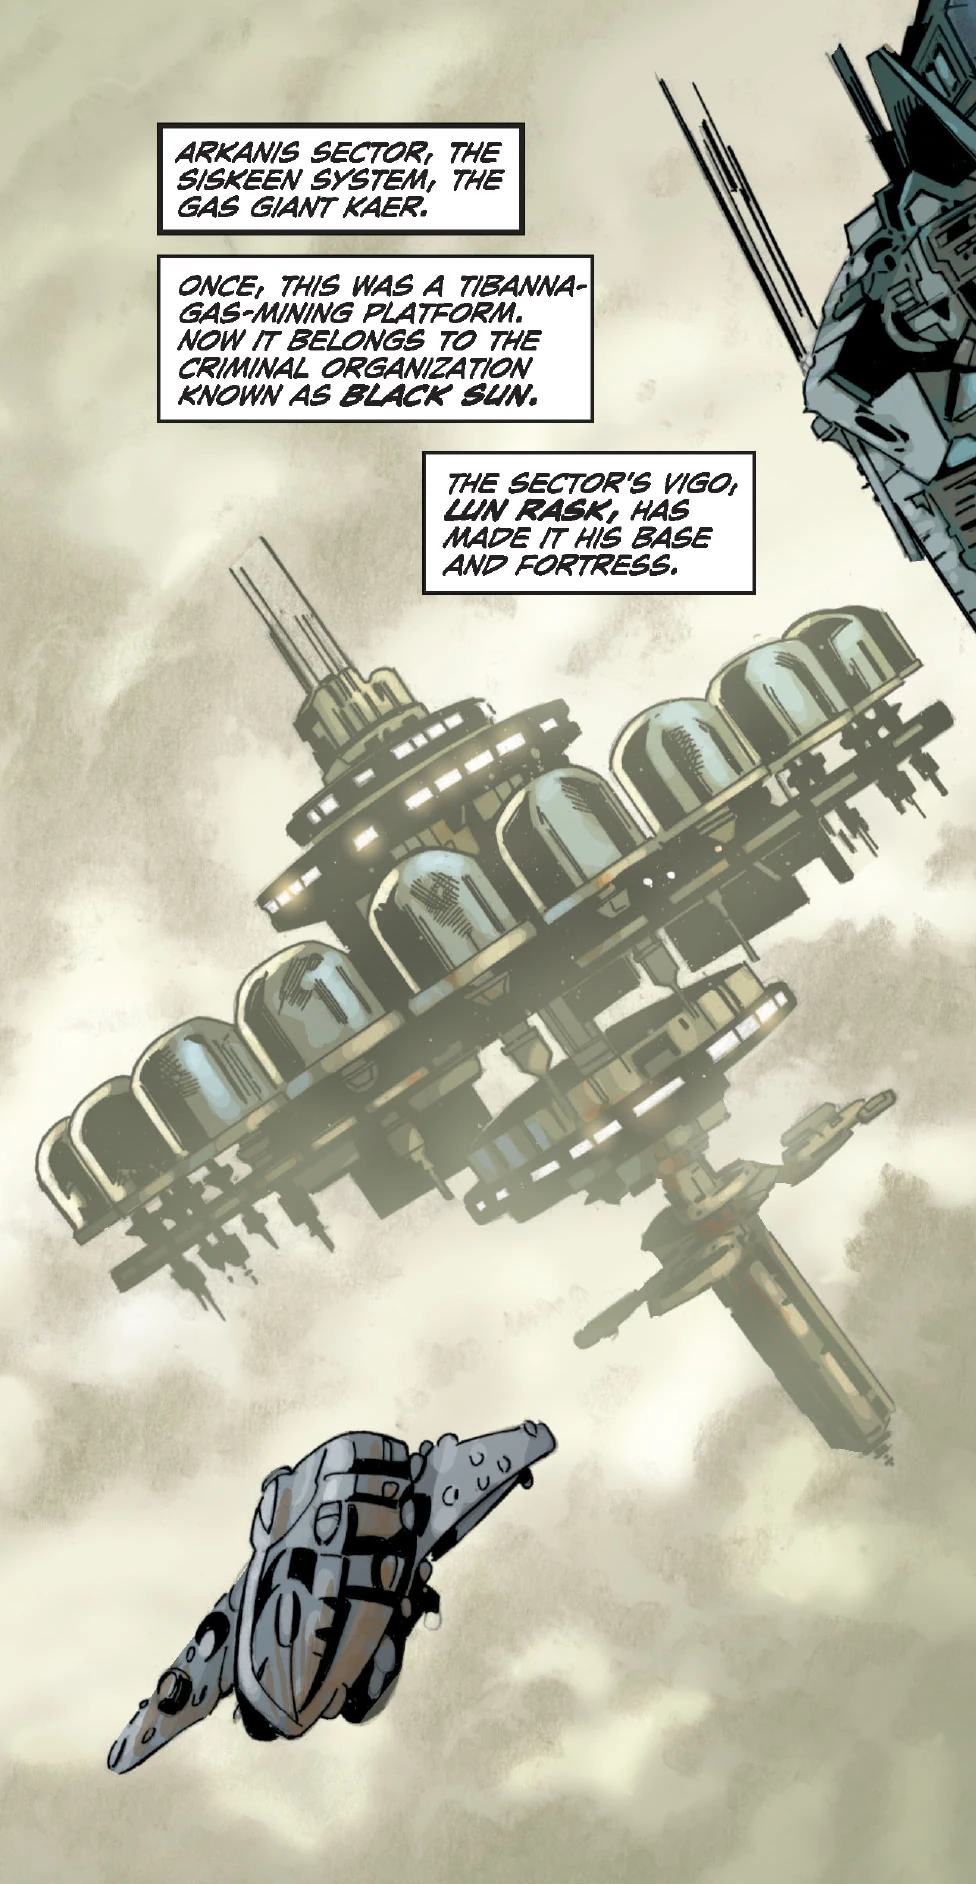 ARKANIS SECTOR, THE
SISKEEN SYSTEM, THE
GAS GIANT KAER.
ONCE, THIS WAS A TIBANNA-
GAS-MINING PLATFORM.
NOW IT BELONGS TO THE
CRIMINAL ORGANIZATION
KNOWN AS BLACK SUN.
THE SECTOR'S VIGO,
LUN RASK, HAS
MADE IT HIS BASE
AND FORTRESS.